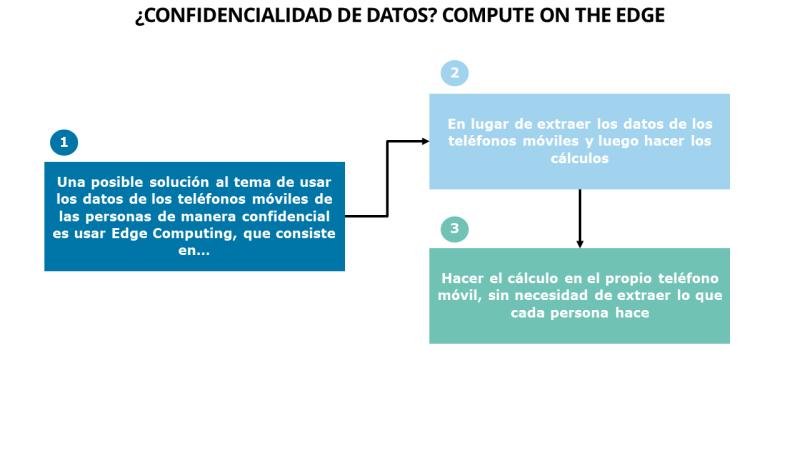 ¿CONFIDENCIALIDAD DE DATOS? COMPUTE ON THE EDGE
1
Una posible solución al tema de usar
los datos de los teléfonos móviles de
las personas de manera confidencial
es usar Edge Computing, que consiste
en...
2
En lugar de extraer los datos de los
teléfonos móviles y luego hacer los
cálculos
3
Hacer el cálculo en el propio teléfono
móvil, sin necesidad de extraer lo que
cada persona hace